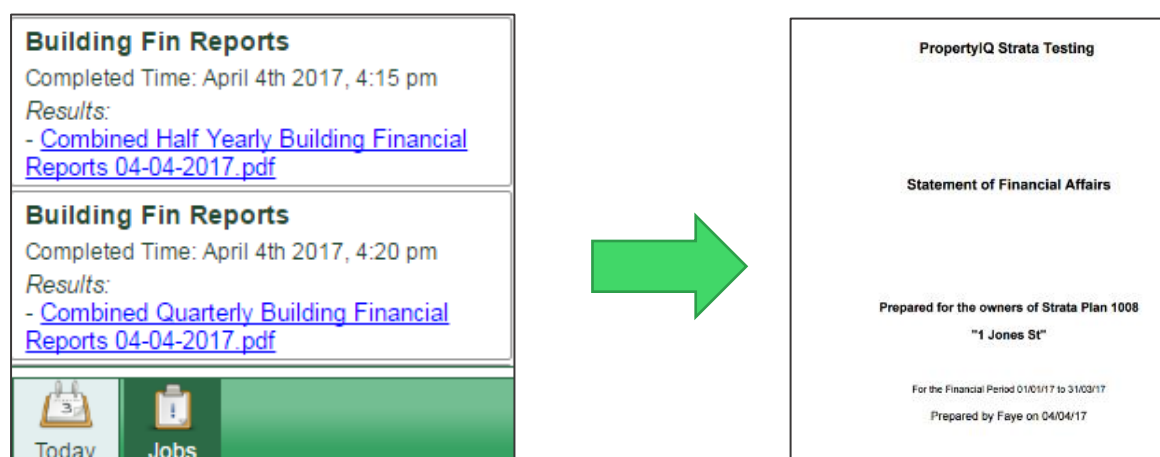 Building Fin Reports
Completed Time: April 4th 2017, 4:15 pm
Results:
- Combined Half Yearly Building Financial
Reports 04-04-2017.pdf
Building Fin Reports
Completed Time: April 4th 2017, 4:20 pm
Results:
- Combined Quarterly Building Financial
Reports 04-04-2017.pdf
3
Today
Jobs
PropertyIQ Strata Testing
Statement of Financial Affairs
Prepared for the owners of Strata Plan 1008
"1 Jones St"
For the Financial Period 01/01/17 to 31/03/17
Prepared by Faye on 04/04/17